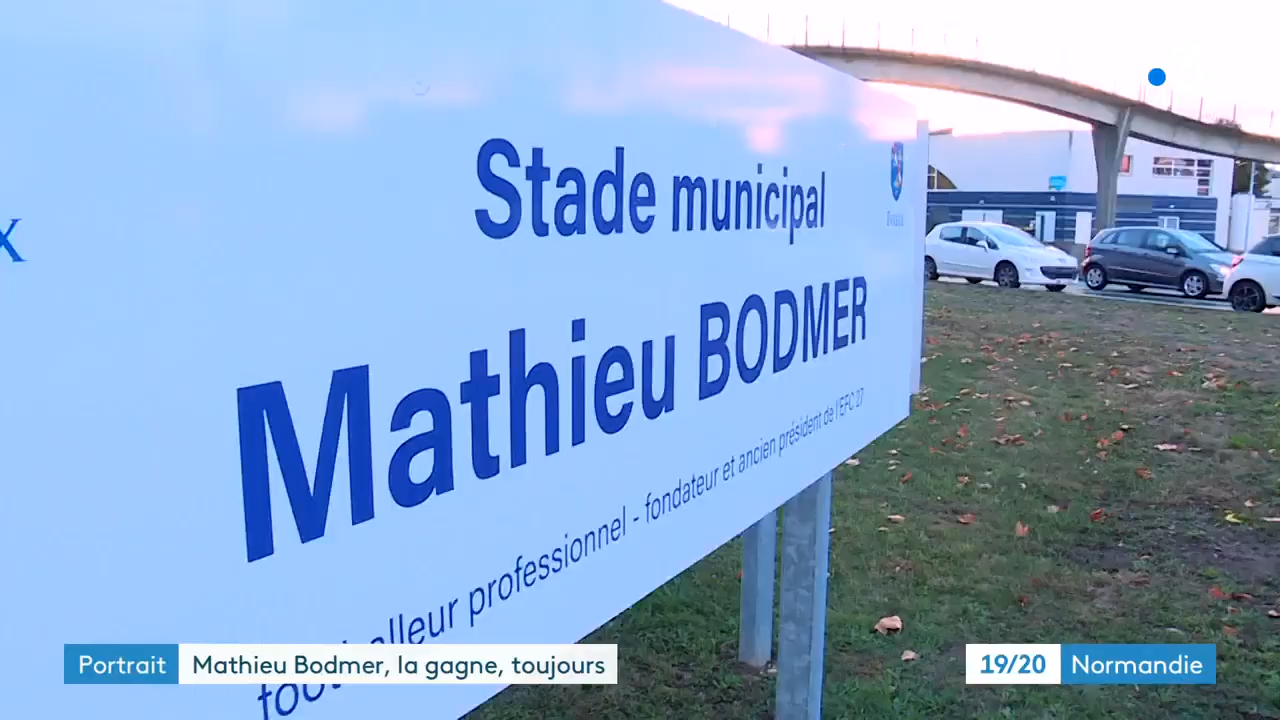 x
Stade municipal
Mathieu BODMER
footballeur professionnel - fondateur et ancien président de l'EFC 27
Portrait
Mathieu Bodmer, la gagne, toujours
19/20
Normandie